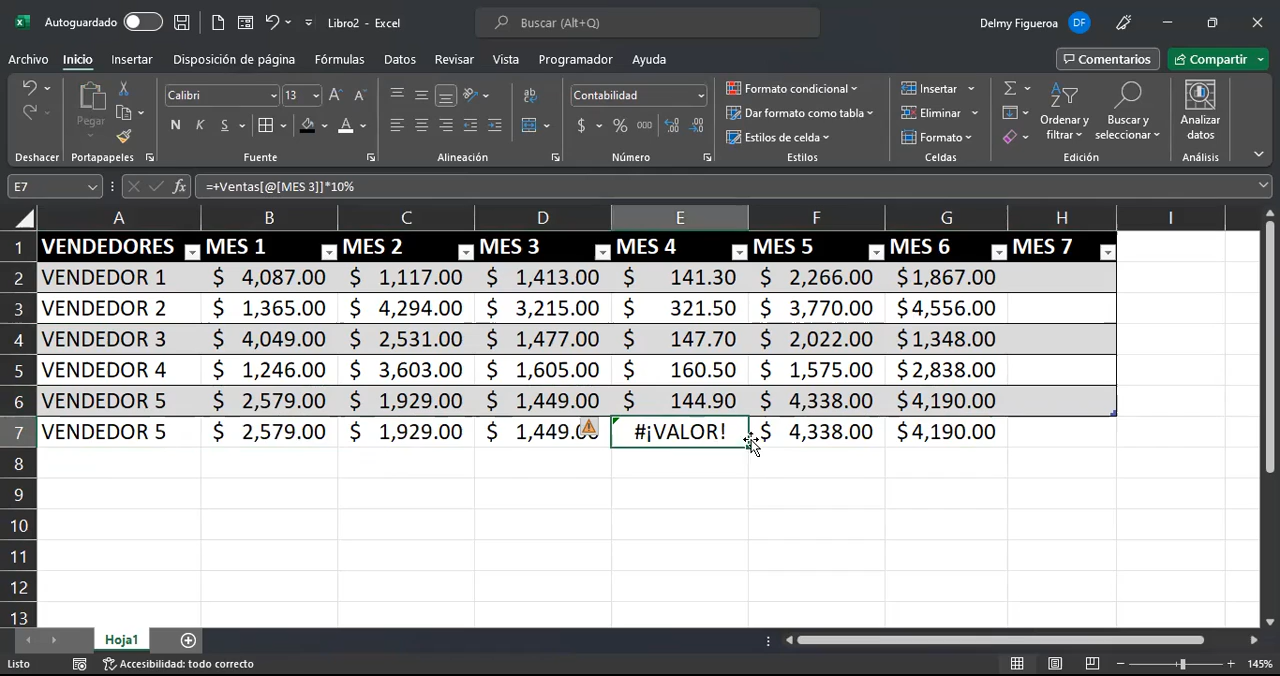 Autoguardado Libro2 - Excel Buscar (Alt+Q) Delmy Figueroa DF
Archivo Inicio Insertar Disposición de página Fórmulas Datos Revisar Vista Programador Ayuda Comentarios Compartir
Pegar Calibri 13 Contabilidad Formato condicional Insertar
Dar formato como tabla Eliminar Ordenar y filtrar Buscar y seleccionar Analizar datos
N K S $ % 000 Estilos de celda Formato
Deshacer Portapapeles Fuente Alineación Número Estilos Celdas Edición Análisis
E7 fx =+Ventas[@[MES 3]]*10%
A B C D E F G H I
1 VENDEDORES MES 1 MES 2 MES 3 MES 4 MES 5 MES 6 MES 7
2 VENDEDOR 1 $ 4,087.00 $ 1,117.00 $ 1,413.00 $ 141.30 $ 2,266.00 $ 1,867.00
3 VENDEDOR 2 $ 1,365.00 $ 4,294.00 $ 3,215.00 $ 321.50 $ 3,770.00 $ 4,556.00
4 VENDEDOR 3 $ 4,049.00 $ 2,531.00 $ 1,477.00 $ 147.70 $ 2,022.00 $ 1,348.00
5 VENDEDOR 4 $ 1,246.00 $ 3,603.00 $ 1,605.00 $ 160.50 $ 1,575.00 $ 2,838.00
6 VENDEDOR 5 $ 2,579.00 $ 1,929.00 $ 1,449.00 $ 144.90 $ 4,338.00 $ 4,190.00
7 VENDEDOR 5 $ 2,579.00 $ 1,929.00 $ 1,449.00 #¡VALOR! $ 4,338.00 $ 4,190.00
8
9
10
11
12
13
Hoja1
Listo Accesibilidad: todo correcto 145%